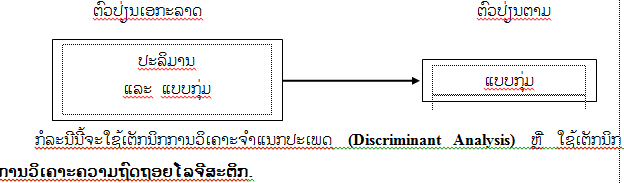 ຕົວປ່ຽນເອກະລາດ ຕົວປ່ຽນຕາມ
ປະລິມານ
ແລະ ແບບກຸ່ມ
ແບບກຸ່ມ
ກໍລະນີນີ້ຈະໃຊ້ເຕັກນິກການວິເຄາະຈຳແນກປະເພດ (Discriminant Analysis) ຫຼື ໃຊ້ເຕັກນິກ
ການວິເຄາະຄວາມຖົດຖອຍໂລຈີສະຕິກ.